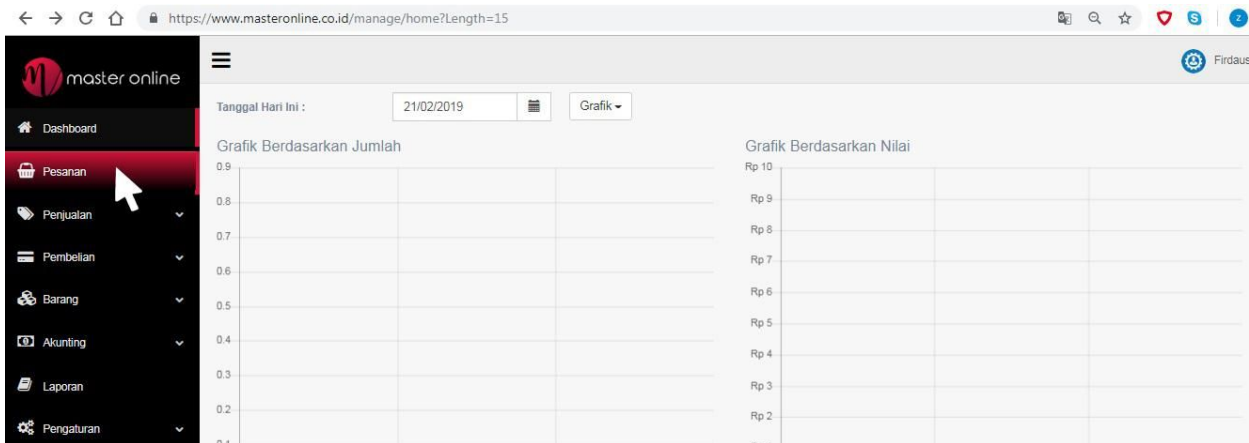 https://www.masteronline.co.id/manage/home?Length=15
master online
Firdaus
Dashboard
Pesanan
Penjualan
Pembelian
Barang
Akunting
Laporan
Pengaturan
Tanggal Hari Ini :
21/02/2019
Grafik
Grafik Berdasarkan Jumlah
0.9
0.8
0.7
0.6
0.5
0.4
0.3
0.2
Grafik Berdasarkan Nilai
Rp 10
Rp 9
Rp 8
Rp 7
Rp 6
Rp 5
Rp 4
Rp 3
Rp 2